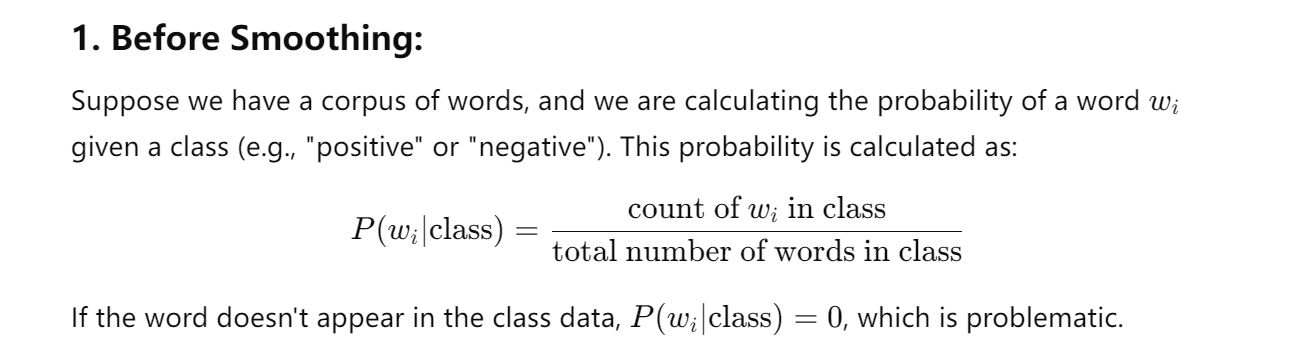 1. Before Smoothing:
Suppose we have a corpus of words, and we are calculating the probability of a word wᵢ
given a class (e.g., "positive" or "negative"). This probability is calculated as:
P(wᵢ|class) = count of wᵢ in class / total number of words in class
If the word doesn't appear in the class data, P(wᵢ|class) = 0, which is problematic.